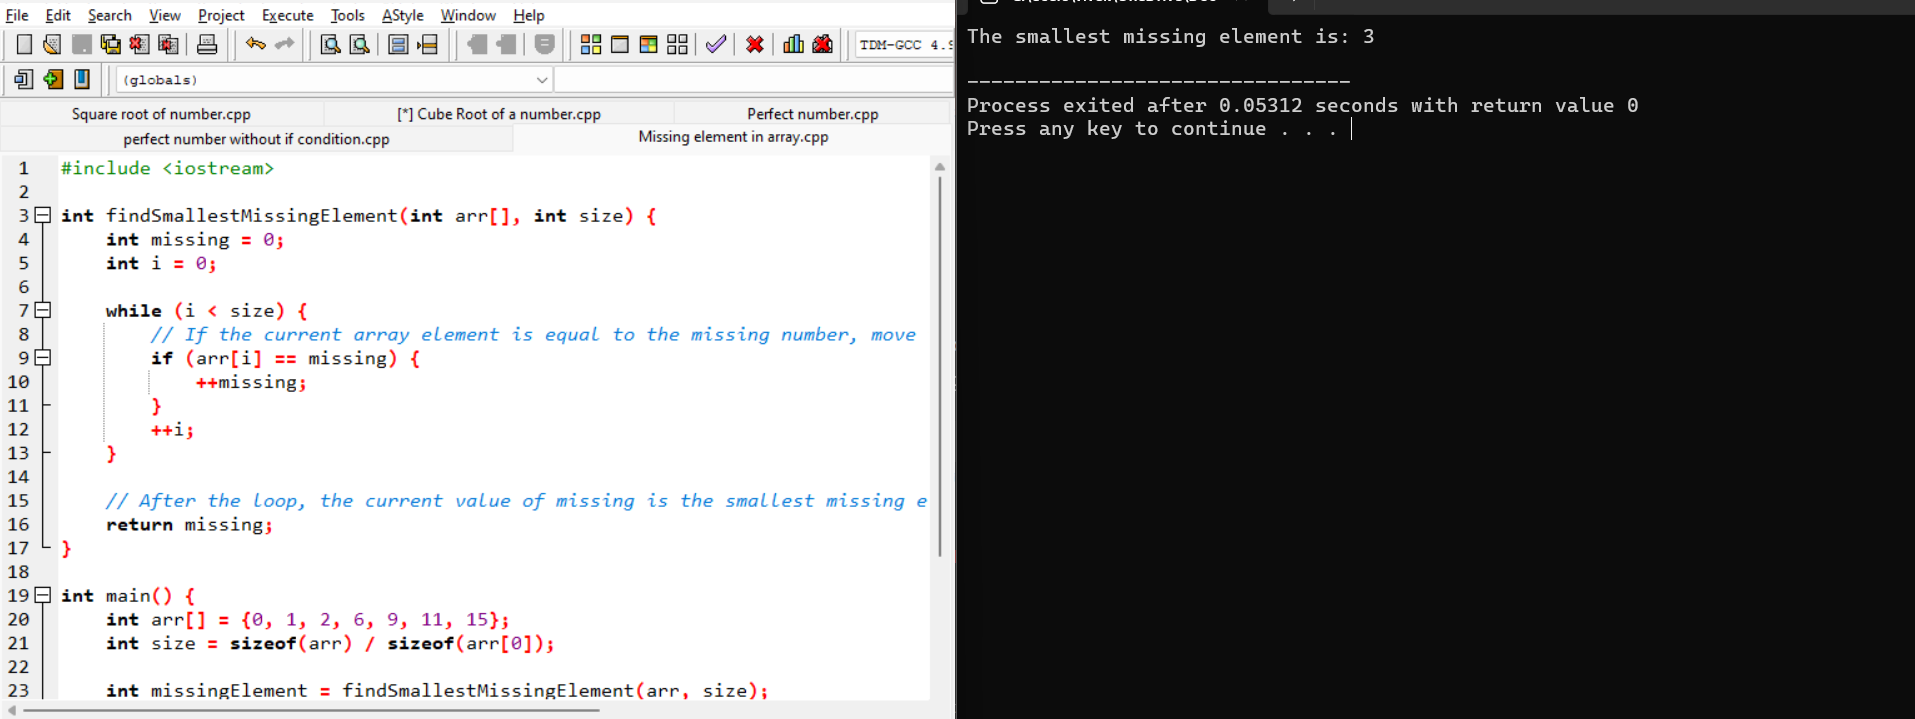 File Edit Search View Project Execute Tools AStyle Window Help
TDM-GCC 4.9
(globals)
Square root of number.cpp [*] Cube Root of a number.cpp Perfect number.cpp
perfect number without if condition.cpp Missing element in array.cpp
1 #include <iostream>
2
3 int findSmallestMissingElement(int arr[], int size) {
4 int missing = 0;
5 int i = 0;
6
7 while (i < size) {
8 // If the current array element is equal to the missing number, move
9 if (arr[i] == missing) {
10 ++missing;
11 }
12 ++i;
13 }
14
15 // After the loop, the current value of missing is the smallest missing e
16 return missing;
17 }
18
19 int main() {
20 int arr[] = {0, 1, 2, 6, 9, 11, 15};
21 int size = sizeof(arr) / sizeof(arr[0]);
22
23 int missingElement = findSmallestMissingElement(arr, size);
The smallest missing element is: 3
--------------------------------
Process exited after 0.05312 seconds with return value 0
Press any key to continue . . .